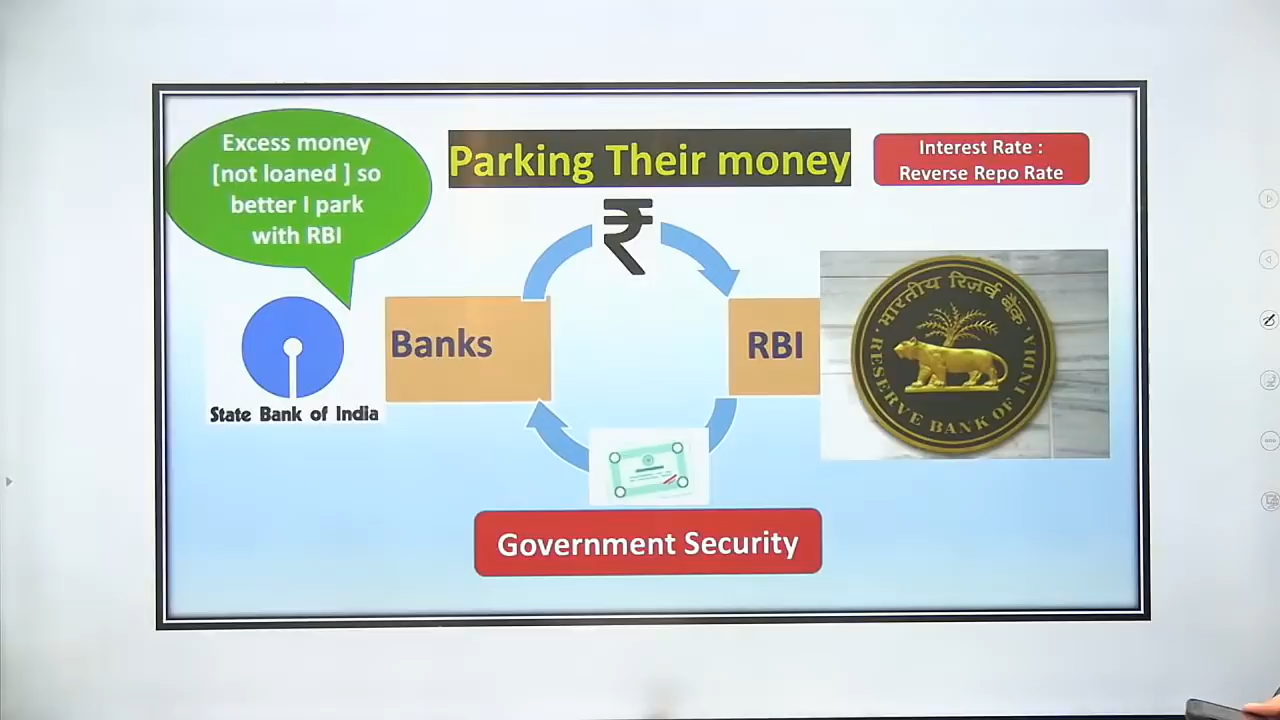 Excess money
[not loaned ] so
better I park
with RBI
Parking Their money
Interest Rate :
Reverse Repo Rate
₹
Banks
RBI
State Bank of India
भारतीय रिज़र्व बैंक
RESERVE BANK OF INDIA
Government Security